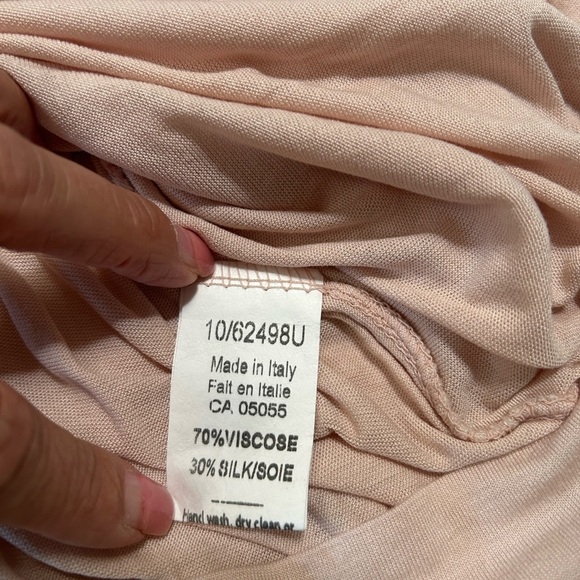 10/62498U
Made in Italy
Fait en Italie
CA 05055
70%VISCOSE
30% SILK/SOIE
Hand wash, dry clean or